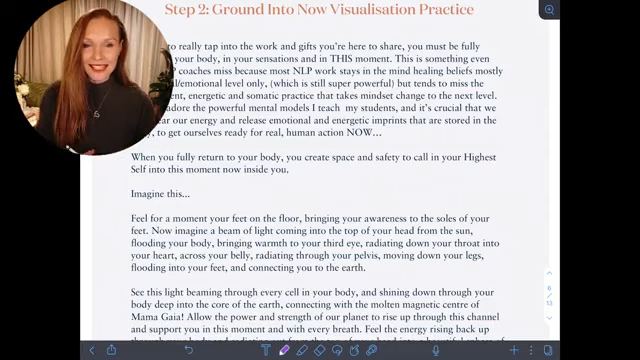 Step 2: Ground Into Now Visualisation Practice
to really tap into the work and gifts you're here to share, you must be fully
your body, in your sensations and in THIS moment. This is something even
coaches miss because most NLP work stays in the mind healing beliefs mostly
/emotional level only, (which is still super powerful) but tends to miss the
ent, energetic and somatic practice that takes mindset change to the next level.
ndore the powerful mental models I teach my students, and it's crucial that we
ear our energy and release emotional and energetic imprints that are stored in the
to get ourselves ready for real, human action NOW...
When you fully return to your body, you create space and safety to call in your Highest
Self into this moment now inside you.
Imagine this...
Feel for a moment your feet on the floor, bringing your awareness to the soles of your
feet. Now imagine a beam of light coming into the top of your head from the sun,
flooding your body, bringing warmth to your third eye, radiating down your throat into
your heart, across your belly, radiating through your pelvis, moving down your legs,
flooding into your feet, and connecting you to the earth.
See this light beaming through every cell in your body, and shining down through your
body deep into the core of the earth, connecting with the molten magnetic centre of
Mama Gaia! Allow the power and strength of our planet to rise up through this channel
and support you in this moment and with every breath. Feel the energy rising back up
6
13